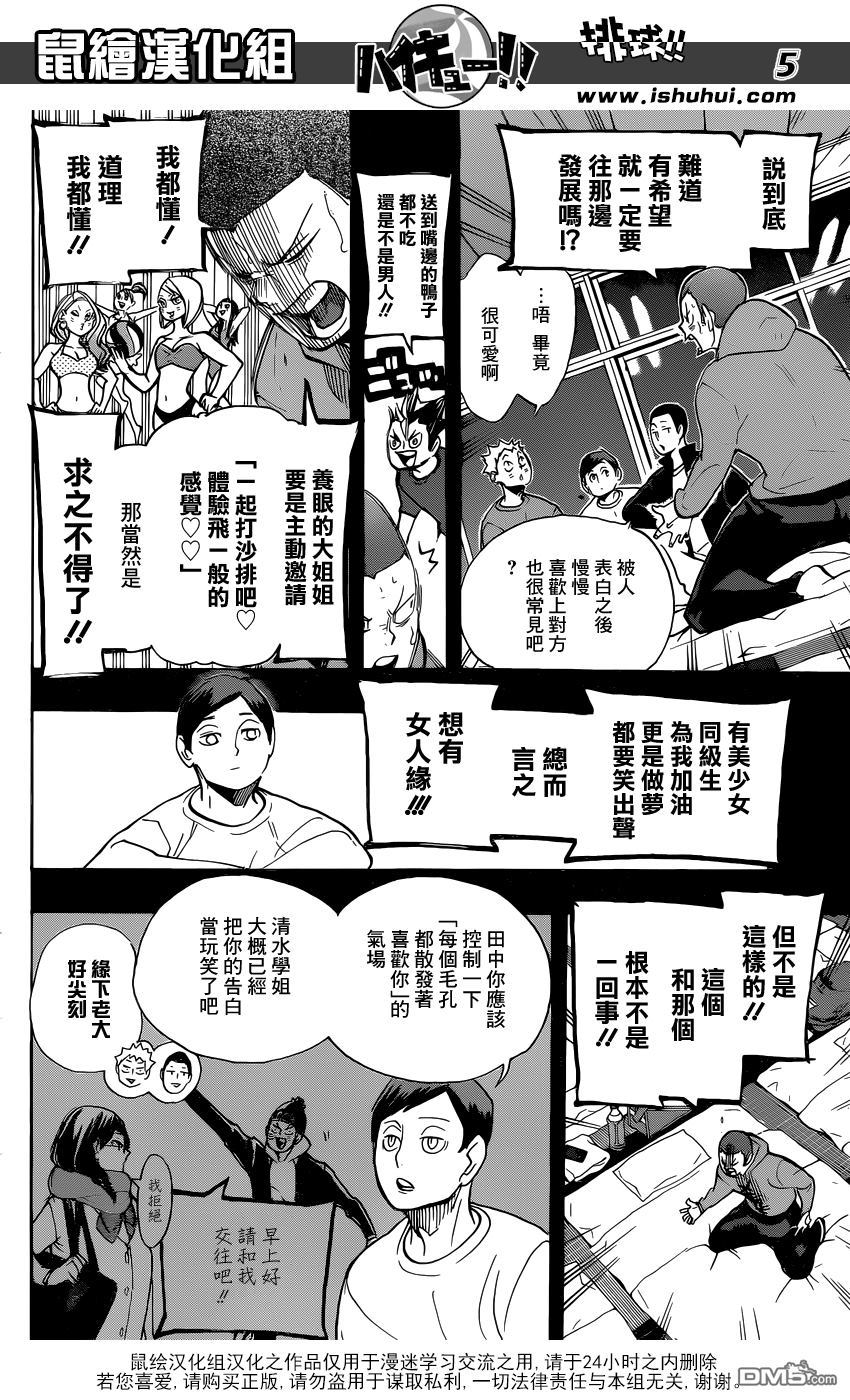 鼠繪漢化組
ハイキュー!!
排球!!
5
www.ishuhui.com
說到底
難道
有希望
就一定要
往那邊
發展嗎!?
…唔 畢竟
很可愛啊
被人
表白之後
慢慢
喜歡上對方
也很常見吧
?
送到嘴邊的鴨子
都不吃
還是不是男人!!
我都懂!
道理
我都懂!!
養眼的大姐姐
要是主動邀請
「一起打沙排吧♡
體驗飛一般的
感覺♡♡」
那當然是
求之不得了!!
有美少女
同級生
為我加油
更是做夢
都要笑出聲
總而
言之
想有
女人緣!!!
但不是
這樣的!!
這個
和那個
根本不是
一回事!!
田中你應該
控制一下
「每個毛孔
都散發著
喜歡你」的
氣場
清水學姐
大概已經
把你的告白
當玩笑了吧
緣下老大
好尖刻
早上好
請和我
交往吧!!
我拒絕
鼠绘汉化组汉化之作品仅用于漫迷学习交流之用, 请于24小时之内删除
若您喜爱, 请购买正版, 请勿盗用于谋取私利, 一切法律责任与本组无关, 谢谢。
DM5.com